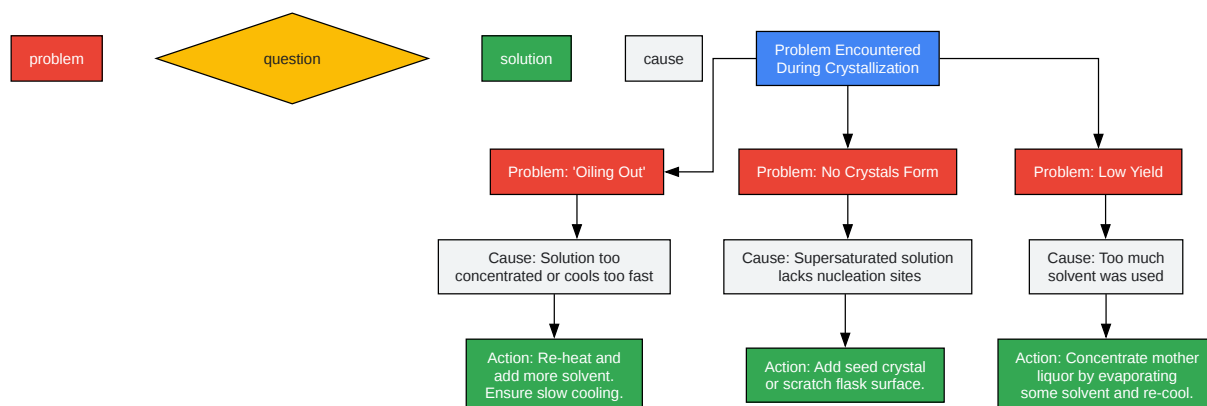 problem
question
solution
cause
Problem Encountered
During Crystallization
Problem: 'Oiling Out'
Problem: No Crystals Form
Problem: Low Yield
Cause: Solution too
concentrated or cools too fast
Cause: Supersaturated solution
lacks nucleation sites
Cause: Too much
solvent was used
Action: Re-heat and
add more solvent.
Ensure slow cooling.
Action: Add seed crystal
or scratch flask surface.
Action: Concentrate mother
liquor by evaporating
some solvent and re-cool.